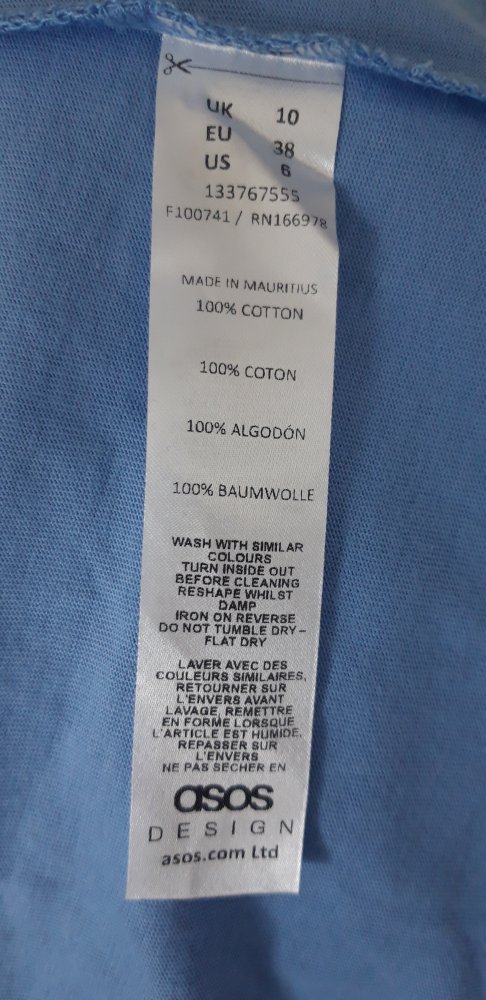 UK 10
EU 38
US 6
133767555
F100741 / RN166978
MADE IN MAURITIUS
100% COTTON
100% COTON
100% ALGODÓN
100% BAUMWOLLE
WASH WITH SIMILAR
COLOURS
TURN INSIDE OUT
BEFORE CLEANING
RESHAPE WHILST
DAMP
IRON ON REVERSE
DO NOT TUMBLE DRY –
FLAT DRY
LAVER AVEC DES
COULEURS SIMILAIRES,
RETOURNER SUR
L'ENVERS AVANT
LAVAGE, REMETTRE
EN FORME LORSQUE
L'ARTICLE EST HUMIDE.
REPASSER SUR
L'ENVERS
NE PAS SECHER EN
asos
DESIGN
asos.com Ltd